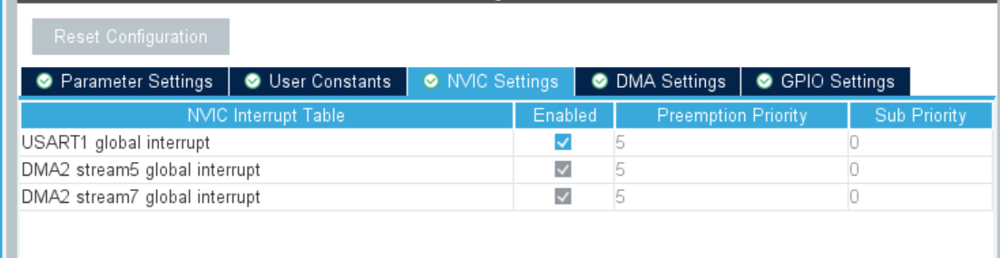 Reset Configuration
Parameter Settings User Constants NVIC Settings DMA Settings GPIO Settings
NVIC Interrupt Table Enabled Preemption Priority Sub Priority
USART1 global interrupt 5 0
DMA2 stream5 global interrupt 5 0
DMA2 stream7 global interrupt 5 0